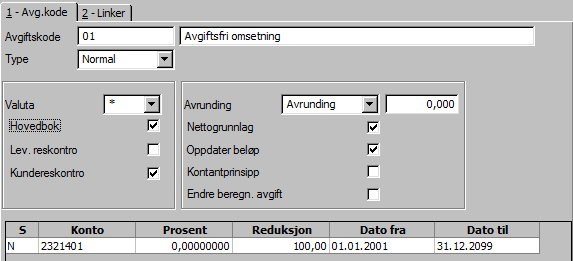 1 - Avg.kode 2 - Linker
Avgiftskode 01 Avgiftsfri omsetning
Type Normal
Valuta * Avrunding Avrunding 0,000
Hovedbok Nettogrunnlag
Lev. reskontro Oppdater beløp
Kundereskontro Kontantprinsipp
Endre beregn. avgift
S Konto Prosent Reduksjon Dato fra Dato til
N 2321401 0,00000000 100,00 01.01.2001 31.12.2099